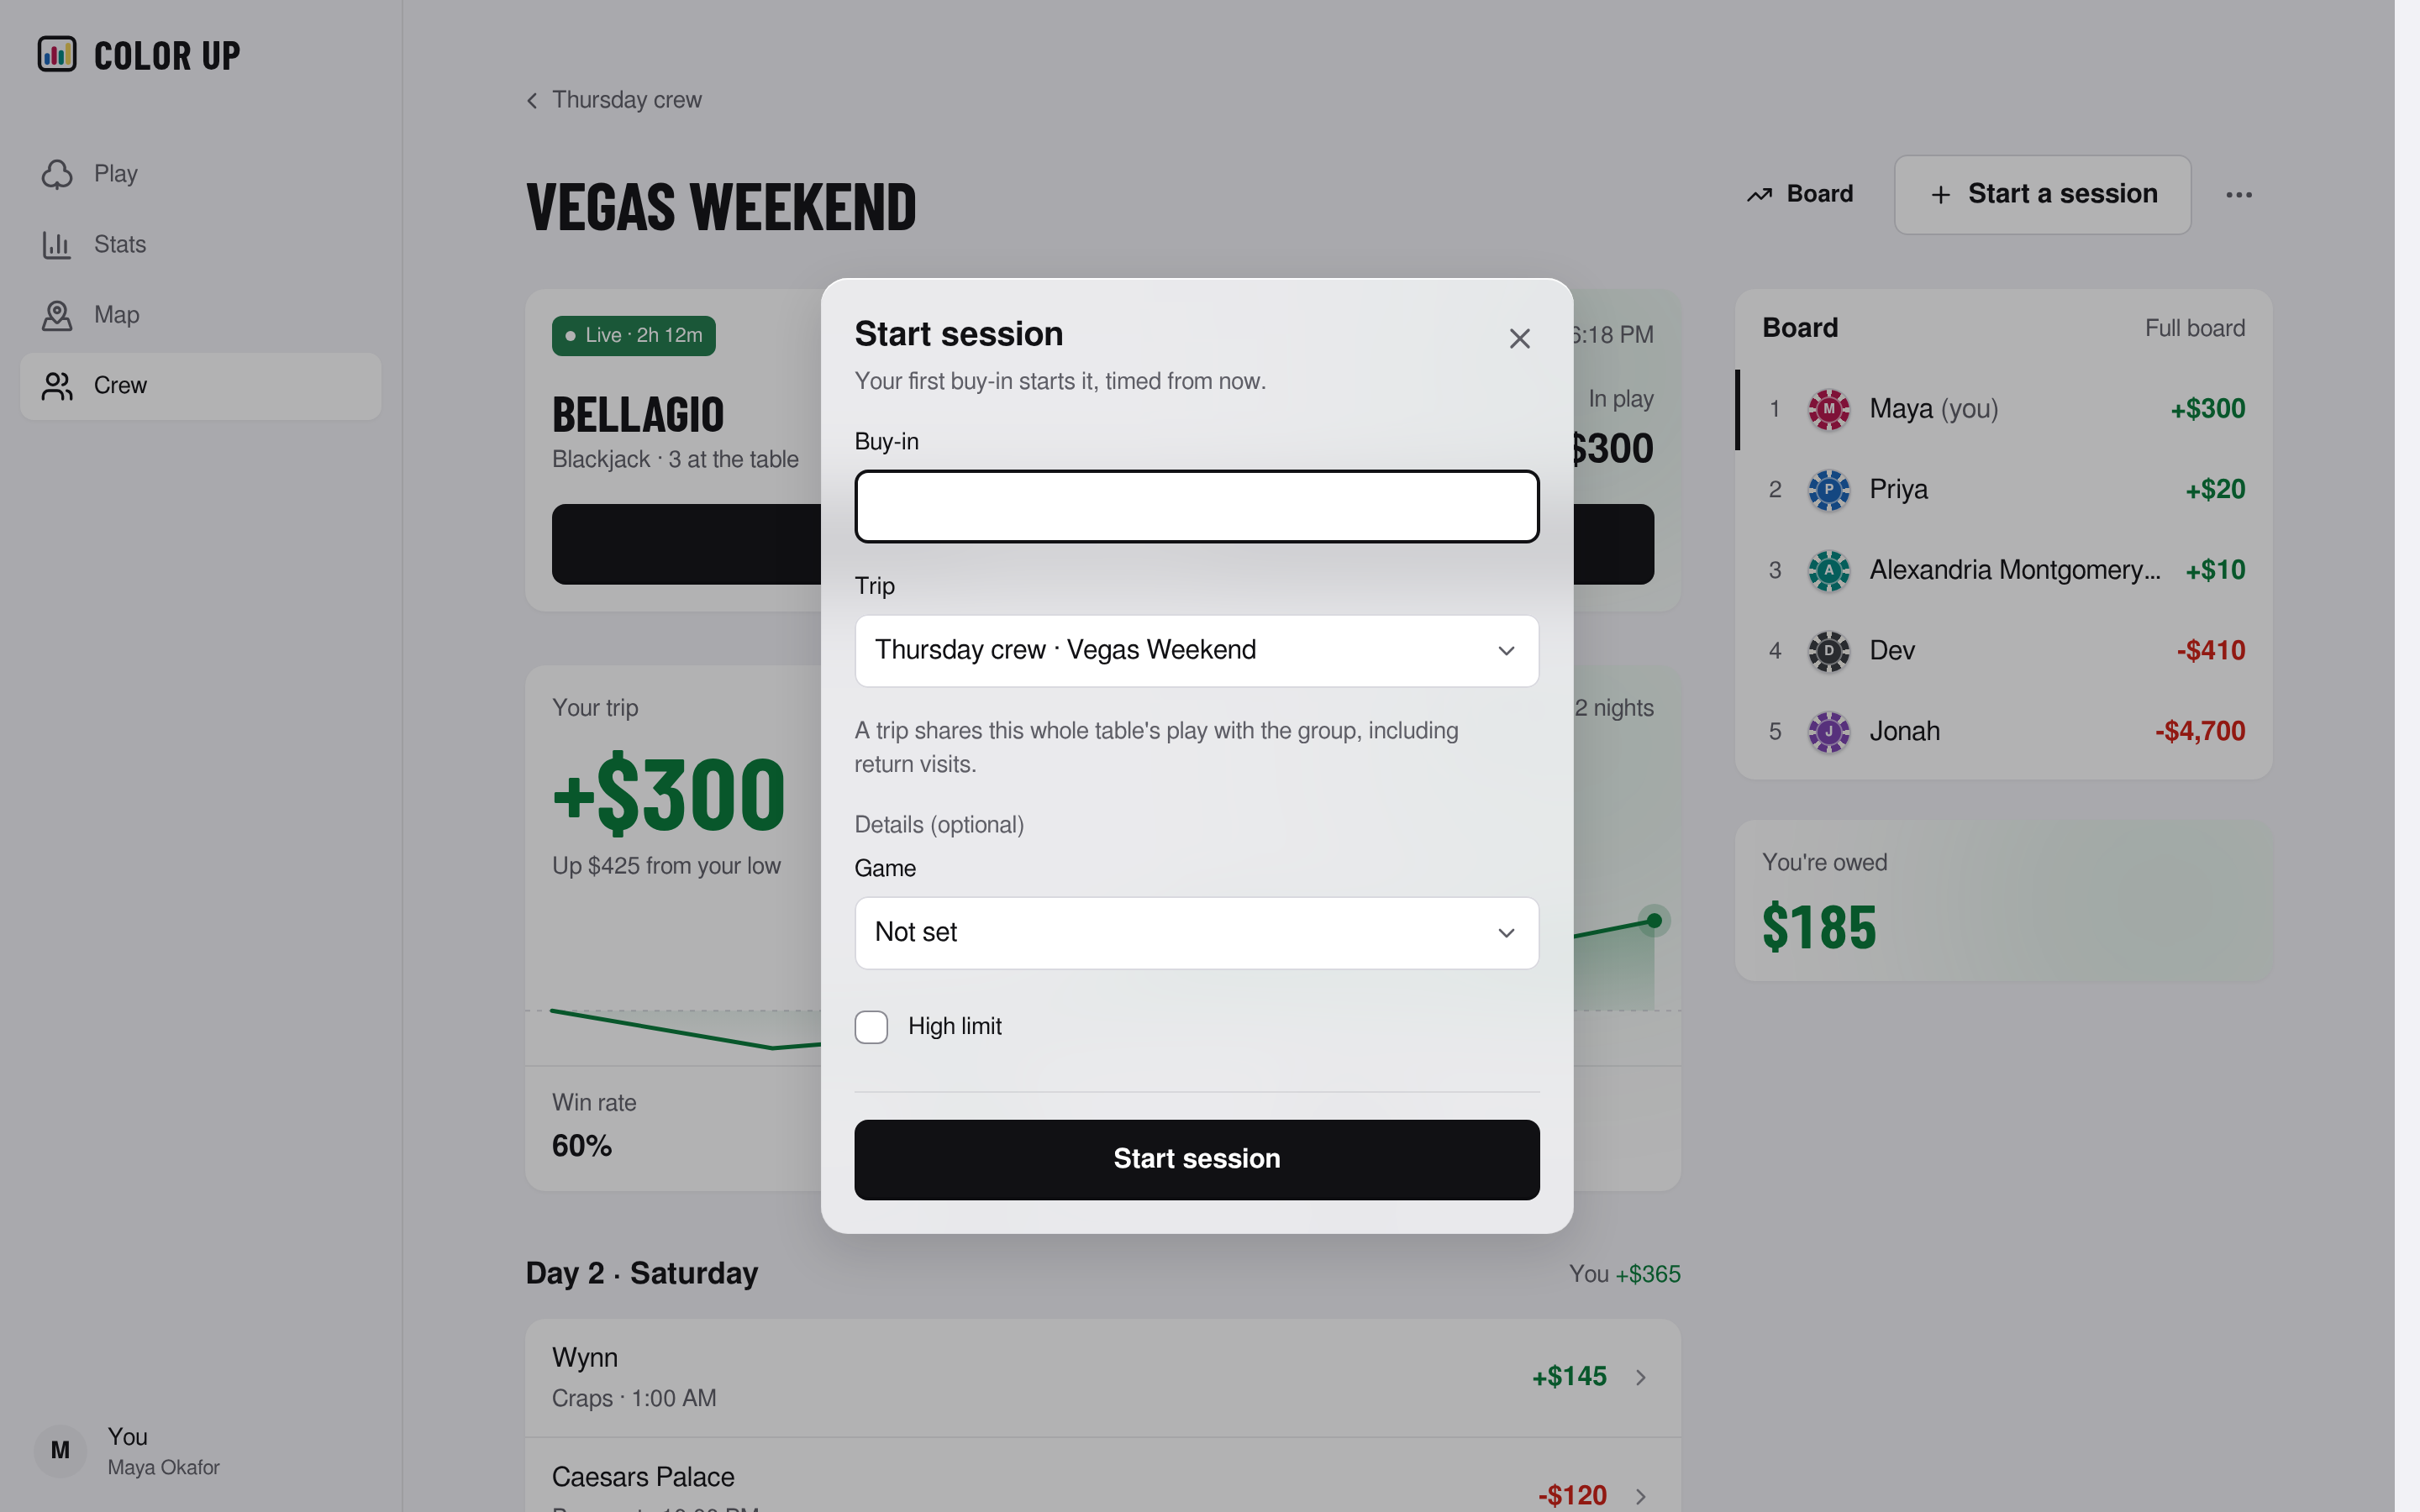 COLOR UP
Play
Stats
Map
Crew
M
You
Maya Okafor
Thursday crew
VEGAS WEEKEND
Board
Start a session
Live · 2h 12m
6:18 PM
BELLAGIO
Blackjack · 3 at the table
In play
$300
Your trip
2 nights
+$300
Up $425 from your low
Win rate
60%
Day 2 · Saturday
You +$365
Wynn
Craps · 1:00 AM
+$145
Caesars Palace
-$120
Board
Full board
1 M Maya (you) +$300
2 P Priya +$20
3 A Alexandria Montgomery... +$10
4 D Dev -$410
5 J Jonah -$4,700
You're owed
$185
Start session
Your first buy-in starts it, timed from now.
Buy-in
Trip
Thursday crew · Vegas Weekend
A trip shares this whole table's play with the group, including
return visits.
Details (optional)
Game
Not set
High limit
Start session